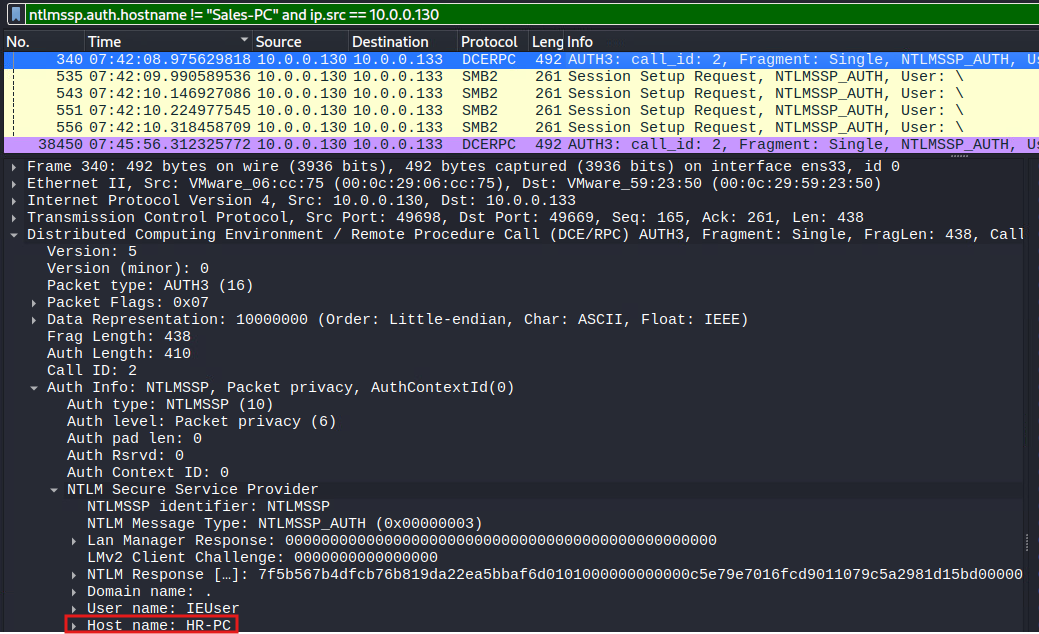 ntlmssp.auth.hostname != "Sales-PC" and ip.src == 10.0.0.130
No. Time Source Destination Protocol Leng Info
340 07:42:08.975629818 10.0.0.130 10.0.0.133 DCERPC 492 AUTH3: call_id: 2, Fragment: Single, NTLMSSP_AUTH, Us
535 07:42:09.990589536 10.0.0.130 10.0.0.133 SMB2 261 Session Setup Request, NTLMSSP_AUTH, User: \
543 07:42:10.146927086 10.0.0.130 10.0.0.133 SMB2 261 Session Setup Request, NTLMSSP_AUTH, User: \
551 07:42:10.224977545 10.0.0.130 10.0.0.133 SMB2 261 Session Setup Request, NTLMSSP_AUTH, User: \
556 07:42:10.318458709 10.0.0.130 10.0.0.133 SMB2 261 Session Setup Request, NTLMSSP_AUTH, User: \
38450 07:45:56.312325772 10.0.0.130 10.0.0.133 DCERPC 492 AUTH3: call_id: 2, Fragment: Single, NTLMSSP_AUTH, Us
Frame 340: 492 bytes on wire (3936 bits), 492 bytes captured (3936 bits) on interface ens33, id 0
Ethernet II, Src: VMware_06:cc:75 (00:0c:29:06:cc:75), Dst: VMware_59:23:50 (00:0c:29:59:23:50)
Internet Protocol Version 4, Src: 10.0.0.130, Dst: 10.0.0.133
Transmission Control Protocol, Src Port: 49698, Dst Port: 49669, Seq: 165, Ack: 261, Len: 438
Distributed Computing Environment / Remote Procedure Call (DCE/RPC) AUTH3, Fragment: Single, FragLen: 438, Call
Version: 5
Version (minor): 0
Packet type: AUTH3 (16)
Packet Flags: 0x07
Data Representation: 10000000 (Order: Little-endian, Char: ASCII, Float: IEEE)
Frag Length: 438
Auth Length: 410
Call ID: 2
Auth Info: NTLMSSP, Packet privacy, AuthContextId(0)
Auth type: NTLMSSP (10)
Auth level: Packet privacy (6)
Auth pad len: 0
Auth Rsrvd: 0
Auth Context ID: 0
NTLM Secure Service Provider
NTLMSSP identifier: NTLMSSP
NTLM Message Type: NTLMSSP_AUTH (0x00000003)
Lan Manager Response: 000000000000000000000000000000000000000000000000
LMv2 Client Challenge: 0000000000000000
NTLM Response […]: 7f5b567b4dfcb76b819da22ea5bbaf6d0101000000000000c5e79e7016fcd9011079c5a2981d15bd00000
Domain name: .
User name: IEUser
Host name: HR-PC